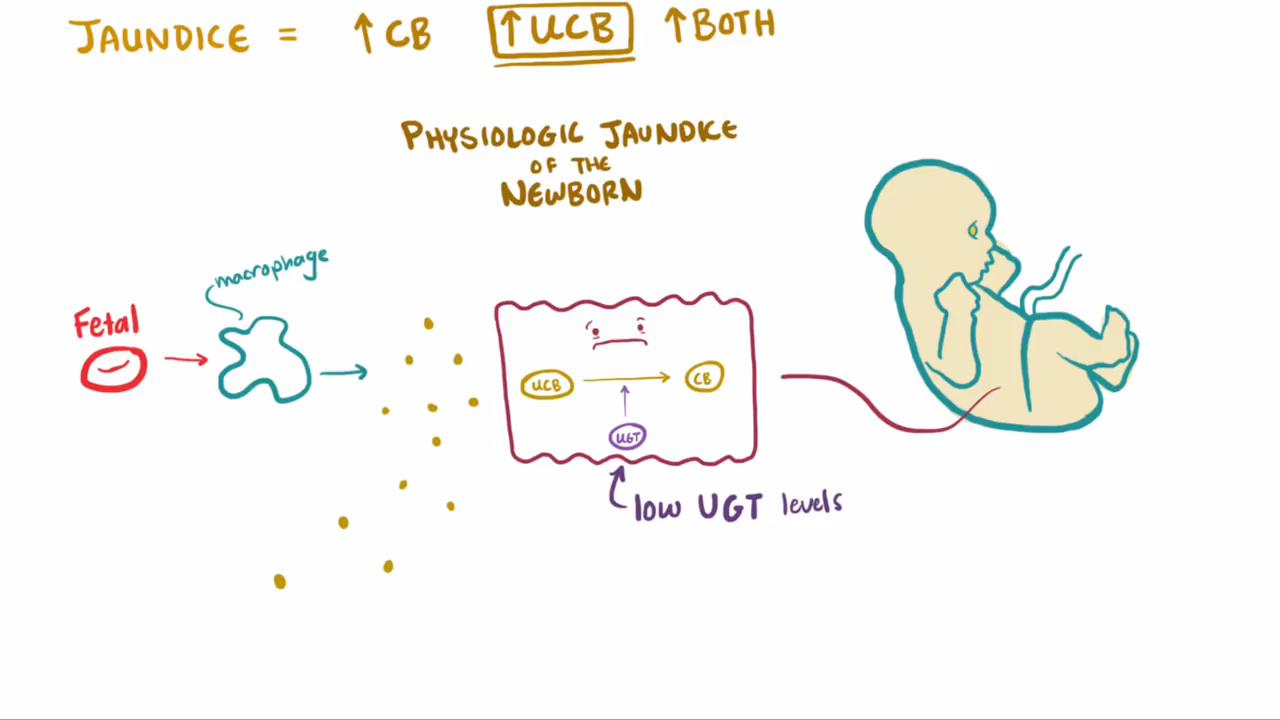 JAUNDICE = ↑CB ↑UCB ↑BOTH
PHYSIOLOGIC JAUNDICE
OF THE
NEWBORN
macrophage
Fetal
UCB
CB
UGT
low UGT levels